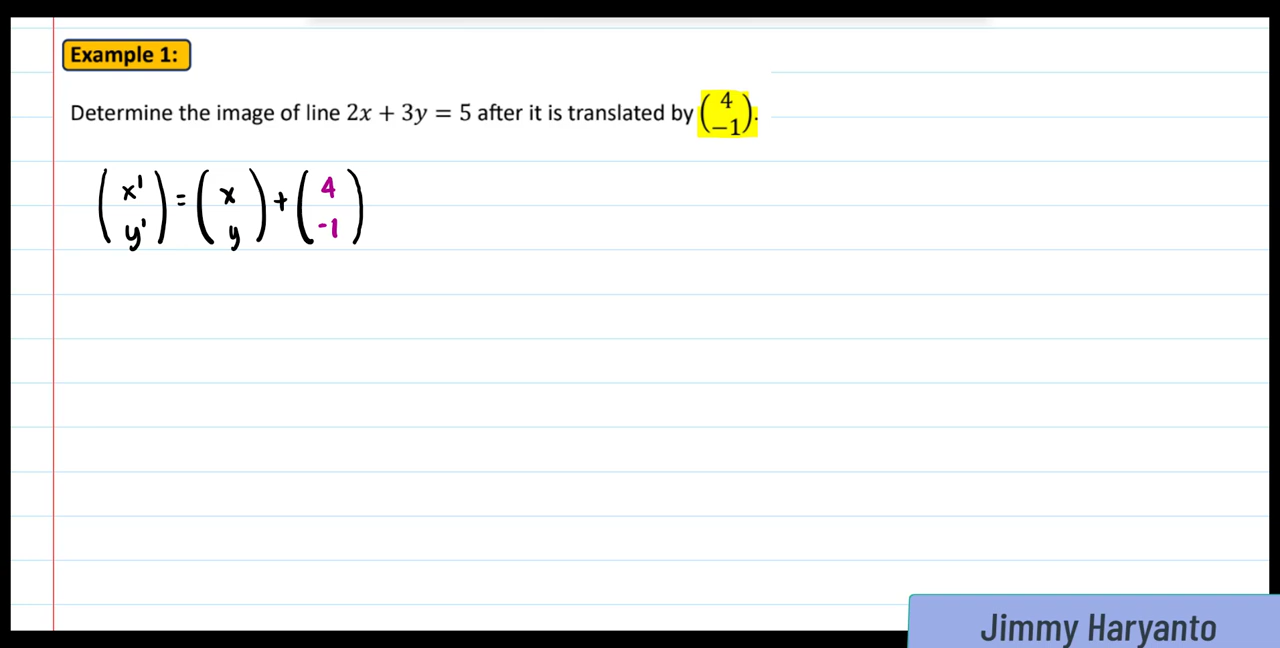 Example 1:
Determine the image of line 2x + 3y = 5 after it is translated by (4 −1).
(x' y') = (x y) + (4 -1)
Jimmy Haryanto